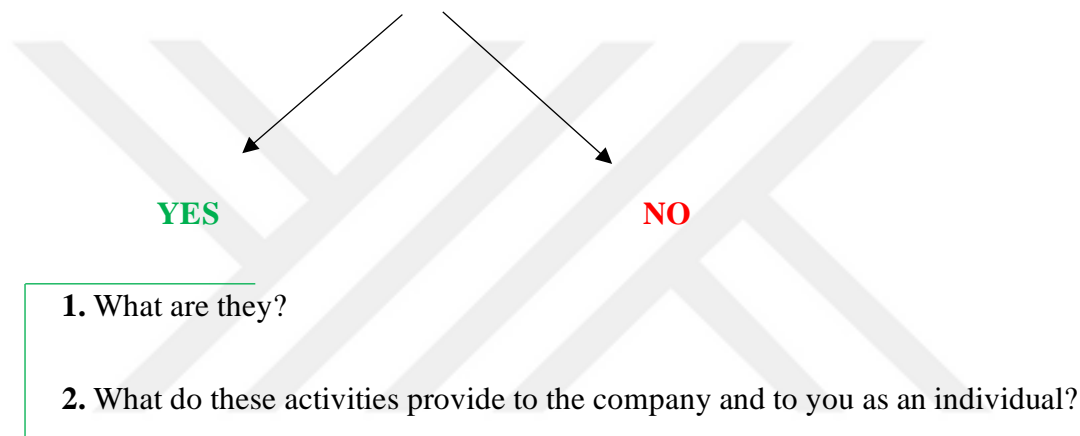 YES NO
1. What are they?
2. What do these activities provide to the company and to you as an individual?